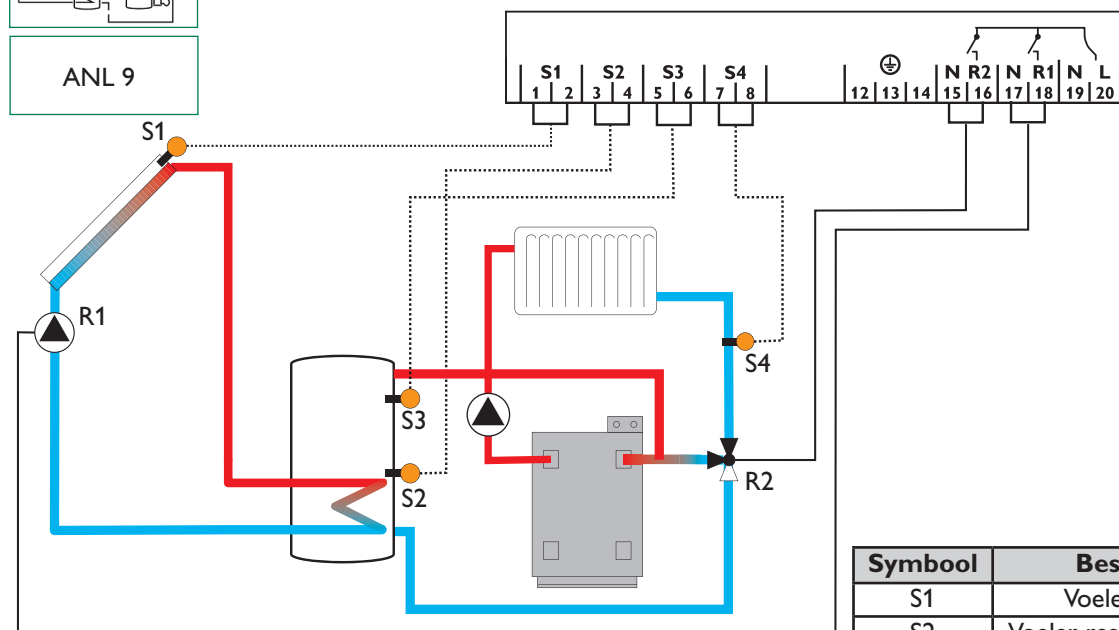 ANL 9
S1 S2 S3 S4 N R2 N R1 N L
1 2 3 4 5 6 7 8 12 13 14 15 16 17 18 19 20
S1
R1
S4
S3
S2
R2
Symbool Bes
S1 Voele
S2